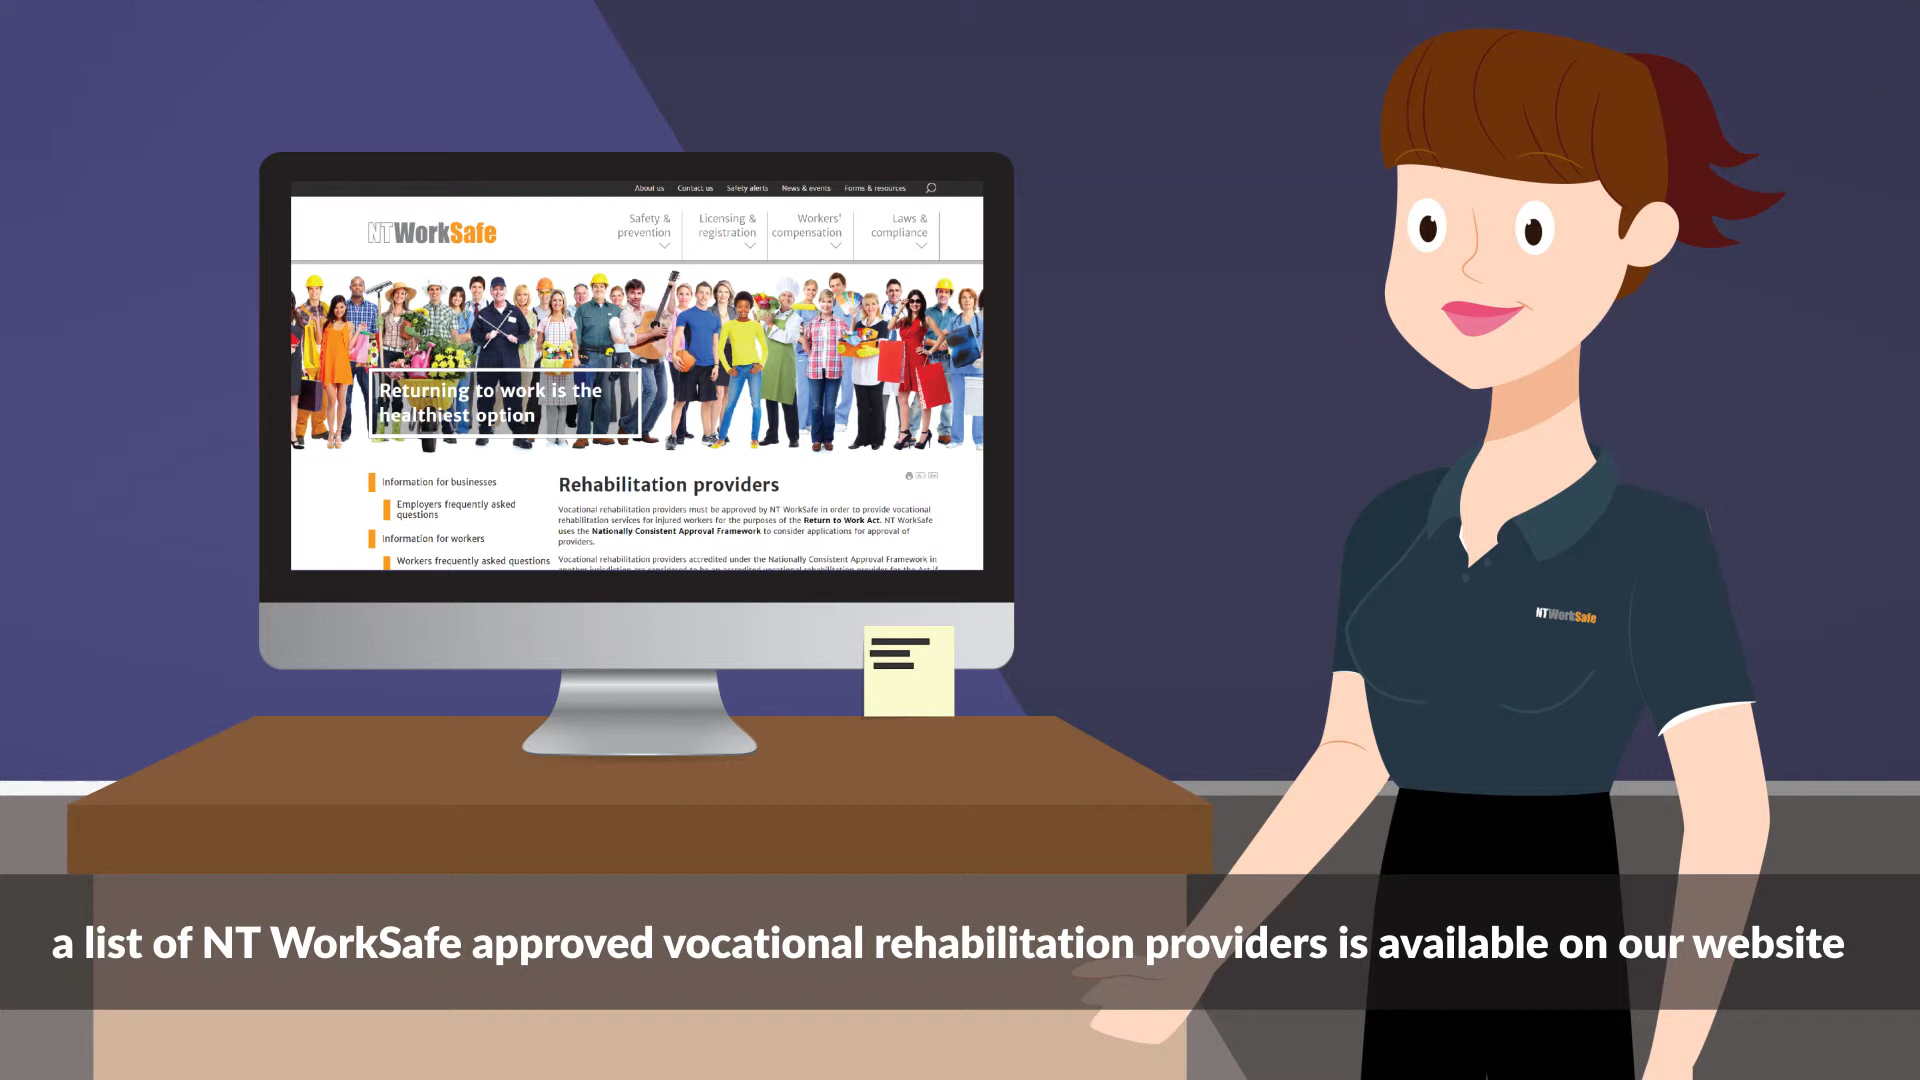 About us Contact us Safety alerts News & events Forms & resources
NTWorkSafe
Safety &
prevention
Licensing &
registration
Workers'
compensation
Laws &
compliance
Returning to work is the
healthiest option
Information for businesses
Employers frequently asked
questions
Information for workers
Workers frequently asked questions
Rehabilitation providers
Vocational rehabilitation providers must be approved by NT WorkSafe in order to provide vocational
rehabilitation services for injured workers for the purposes of the Return to Work Act. NT WorkSafe
uses the Nationally Consistent Approval Framework to consider applications for approval of
providers.
Vocational rehabilitation providers accredited under the Nationally Consistent Approval Framework in
NTWorkSafe
a list of NT WorkSafe approved vocational rehabilitation providers is available on our website